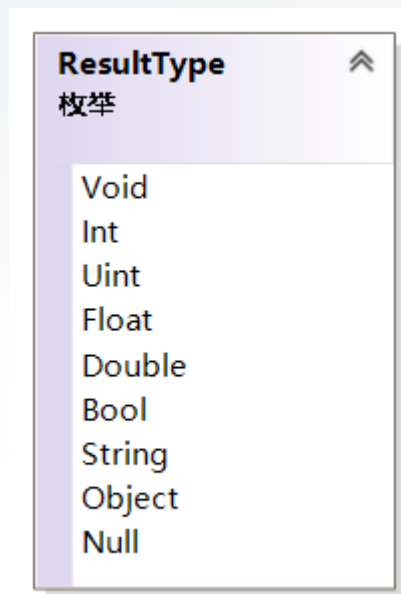 ResultType
枚举
Void
Int
Uint
Float
Double
Bool
String
Object
Null